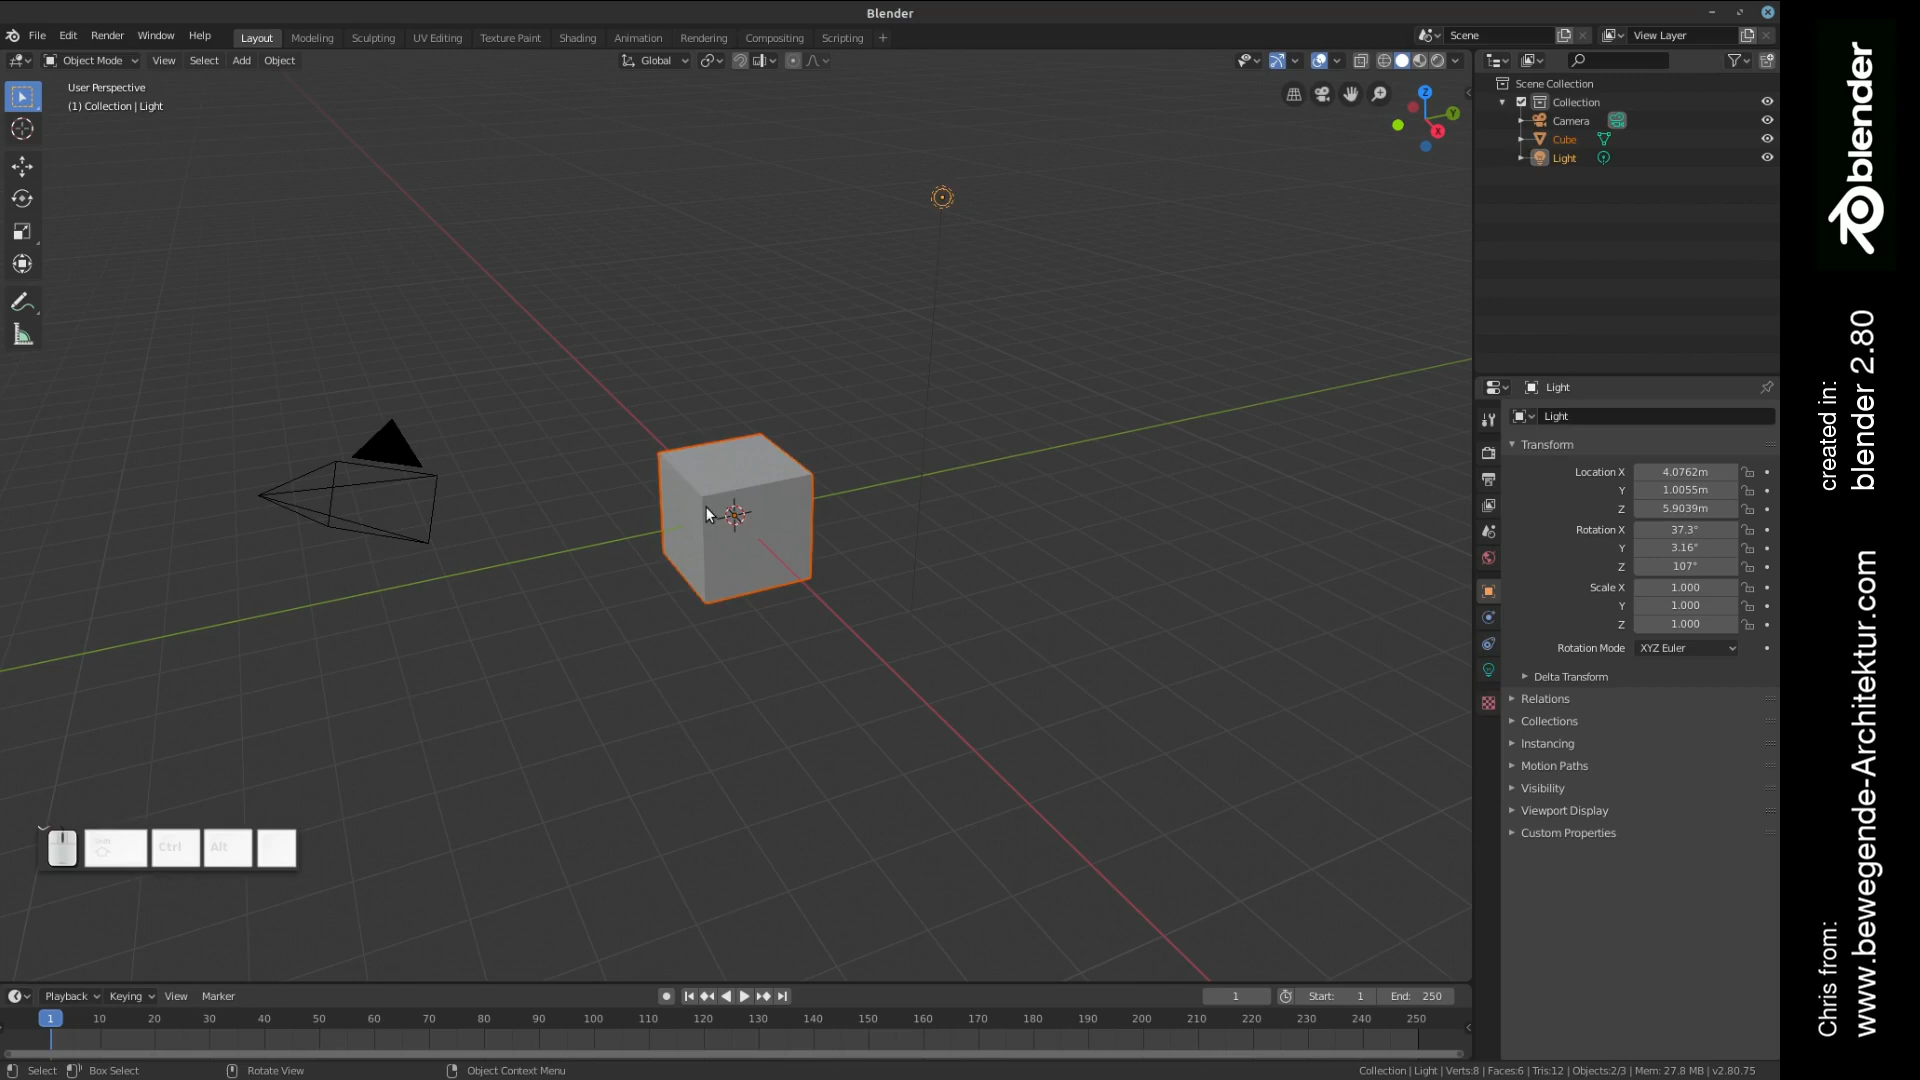 Blender
File Edit Render Window Help Layout Modeling Sculpting UV Editing Texture Paint Shading Animation Rendering Compositing Scripting + Scene View Layer
Object Mode View Select Add Object Global
User Perspective
(1) Collection | Light
Z
Y
X
Scene Collection
Collection
Camera
Cube
Light
Light
Light
Transform
Location X 4.0762m
Y 1.0055m
Z 5.9039m
Rotation X 37.3°
Y 3.16°
Z 107°
Scale X 1.000
Y 1.000
Z 1.000
Rotation Mode XYZ Euler
Delta Transform
Relations
Collections
Instancing
Motion Paths
Visibility
Viewport Display
Custom Properties
Shift Ctrl Alt
Playback Keying View Marker 1 Start: 1 End: 250
1 10 20 30 40 50 60 70 80 90 100 110 120 130 140 150 160 170 180 190 200 210 220 230 240 250
Select Box Select Rotate View Object Context Menu Collection | Light | Verts:8 | Faces:6 | Tris:12 | Objects:2/3 | Mem: 27.8 MB | v2.80.75
blender
created in:
blender 2.80
Chris from:
www.bewegende-Architektur.com